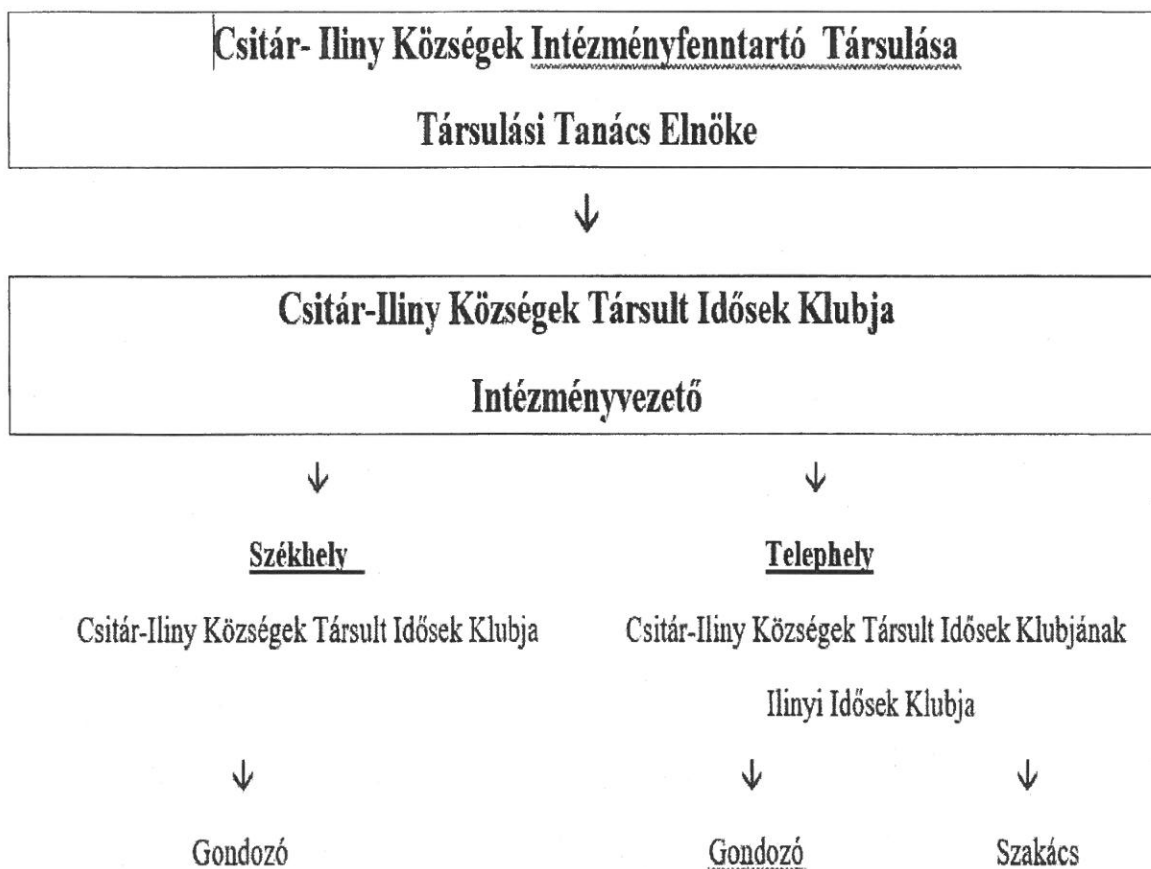 Csitár- Iliny Községek Intézményfenntartó Társulása
Társulási Tanács Elnöke
↓
Csitár-Iliny Községek Társult Idősek Klubja
Intézményvezető
↓ ↓
Székhely Telephely
Csitár-Iliny Községek Társult Idősek Klubja Csitár-Iliny Községek Társult Idősek Klubjának
Ilinyi Idősek Klubja
↓ ↓ ↓
Gondozó Gondozó Szakács